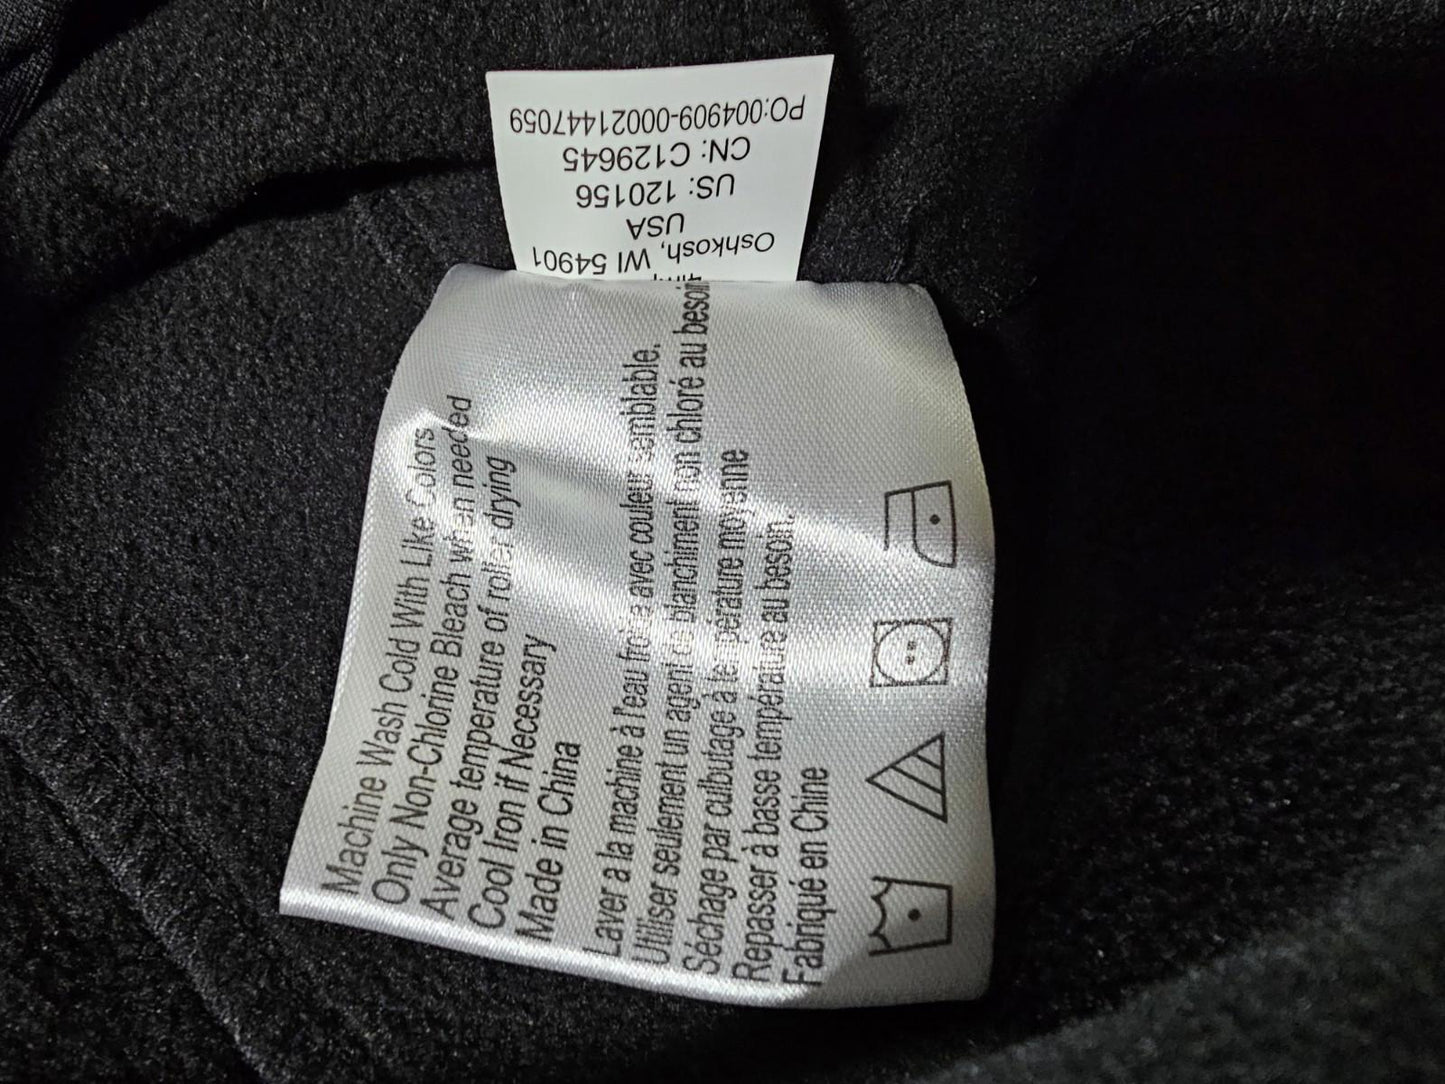 PO:004909-00021447059
CN: C129645
US: 120156
USA
Oshkosh, WI 54901
Machine Wash Cold With Like Colors
Only Non-Chlorine Bleach when needed
Average temperature of roller drying
Cool Iron if Necessary
Made in China
Laver a la machine à l'eau froide avec couleur semblable.
Utiliser seulement un agent de blanchiment non chloré au besoin
Séchage par culbutage à température moyenne
Repasser à basse température au besoin.
Fabriqué en Chine